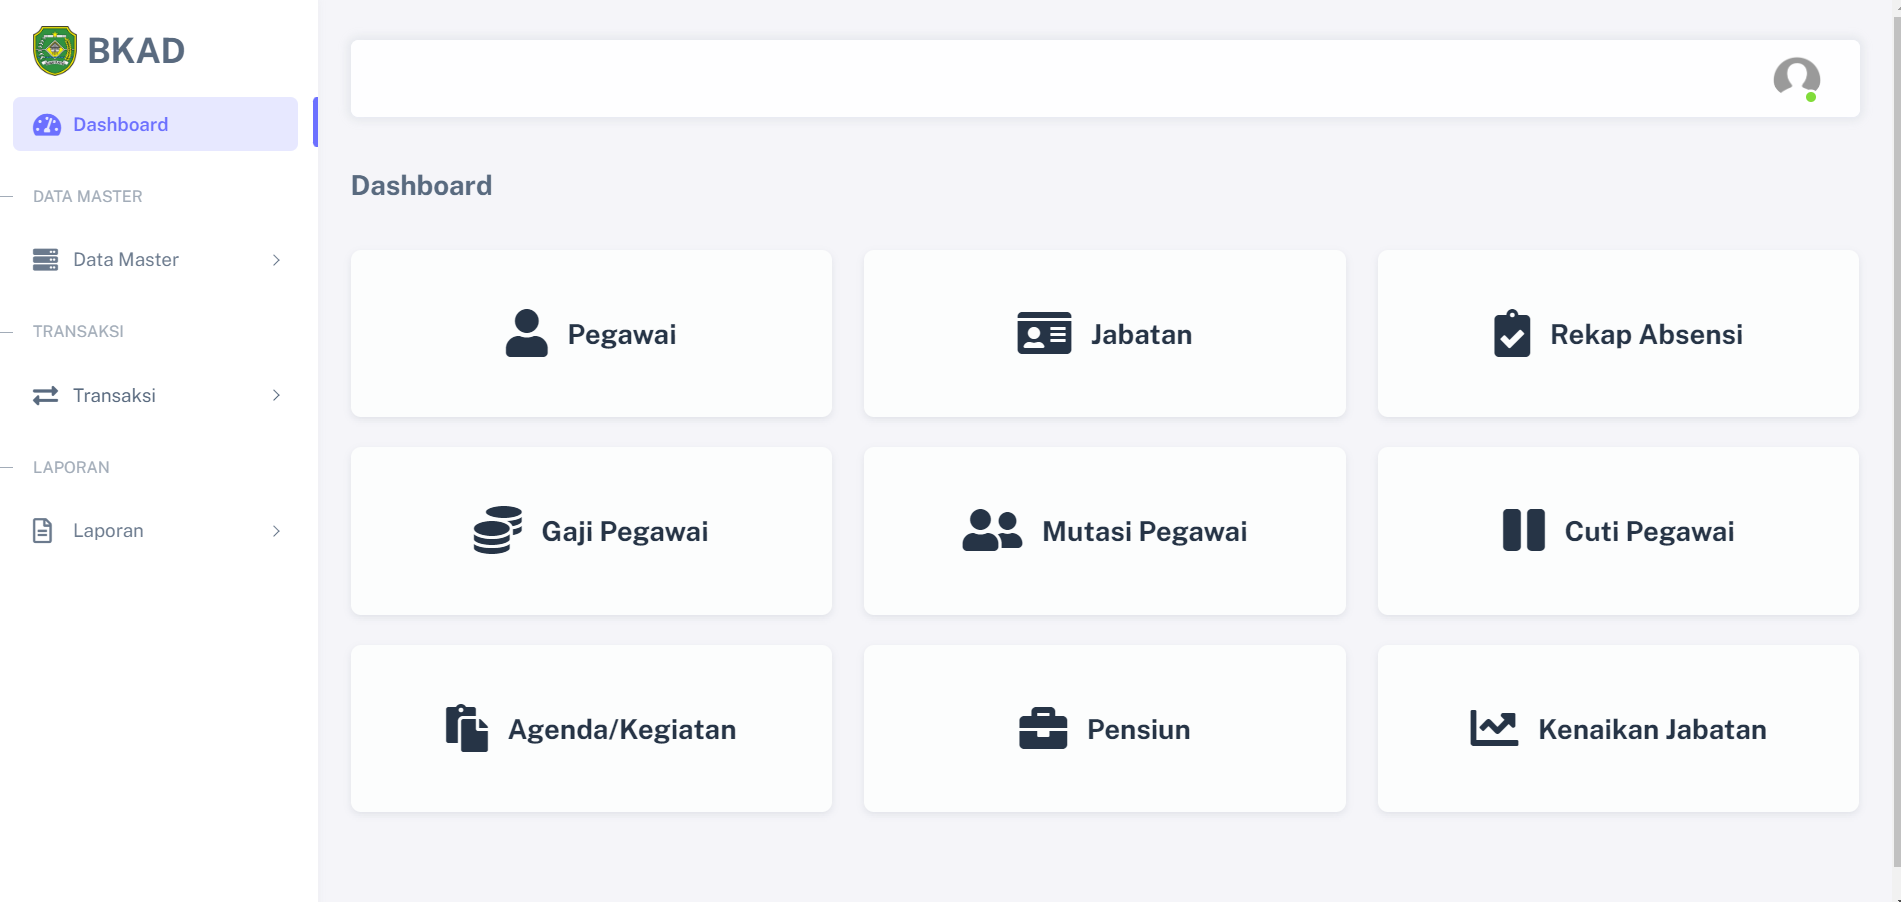 BKAD
Dashboard
DATA MASTER
Data Master
TRANSAKSI
Transaksi
LAPORAN
Laporan
Dashboard
Pegawai
Jabatan
Rekap Absensi
Gaji Pegawai
Mutasi Pegawai
Cuti Pegawai
Agenda/Kegiatan
Pensiun
Kenaikan Jabatan